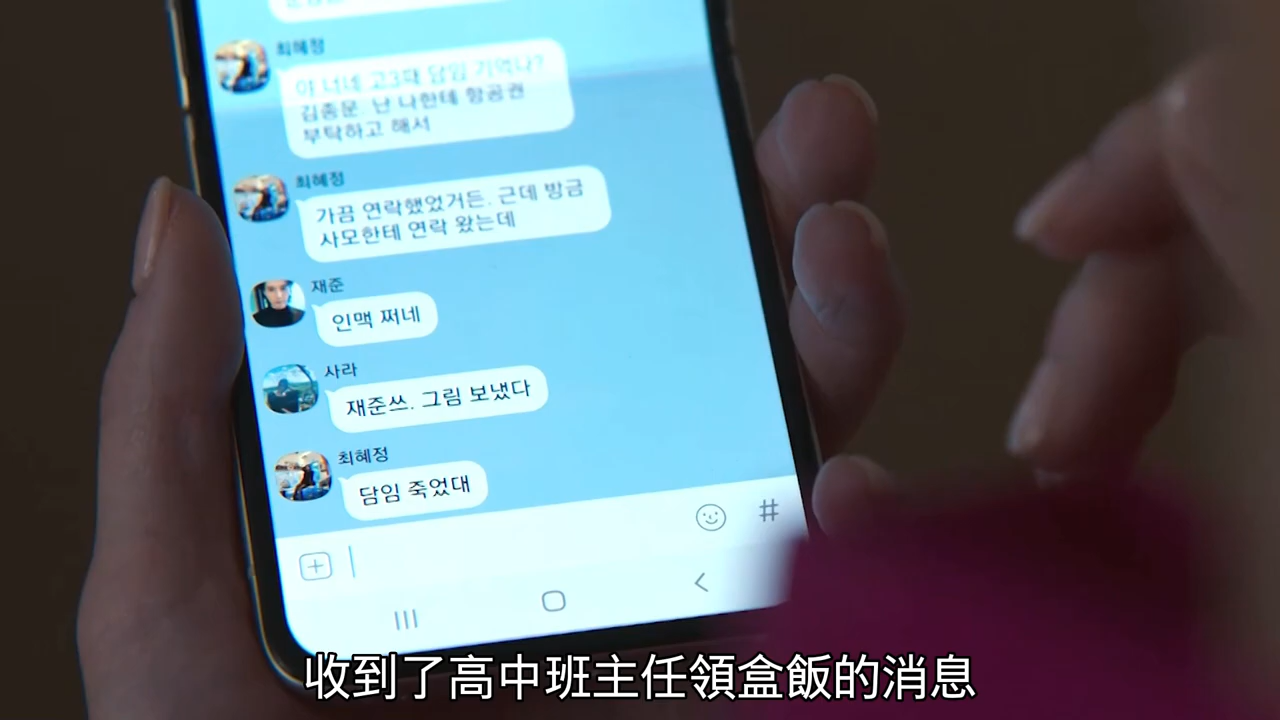 최혜정
야 너네 고3때 담임 기억나?
김종문 난 나한테 항공권
부탁하고 해서
최혜정
가끔 연락했었거든. 근데 방금
사모한테 연락 왔는데
재준
인맥 쩌네
사라
재준쓰. 그림 보냈다
최혜정
담임 죽었대
#
收到了高中班主任領盒飯的消息